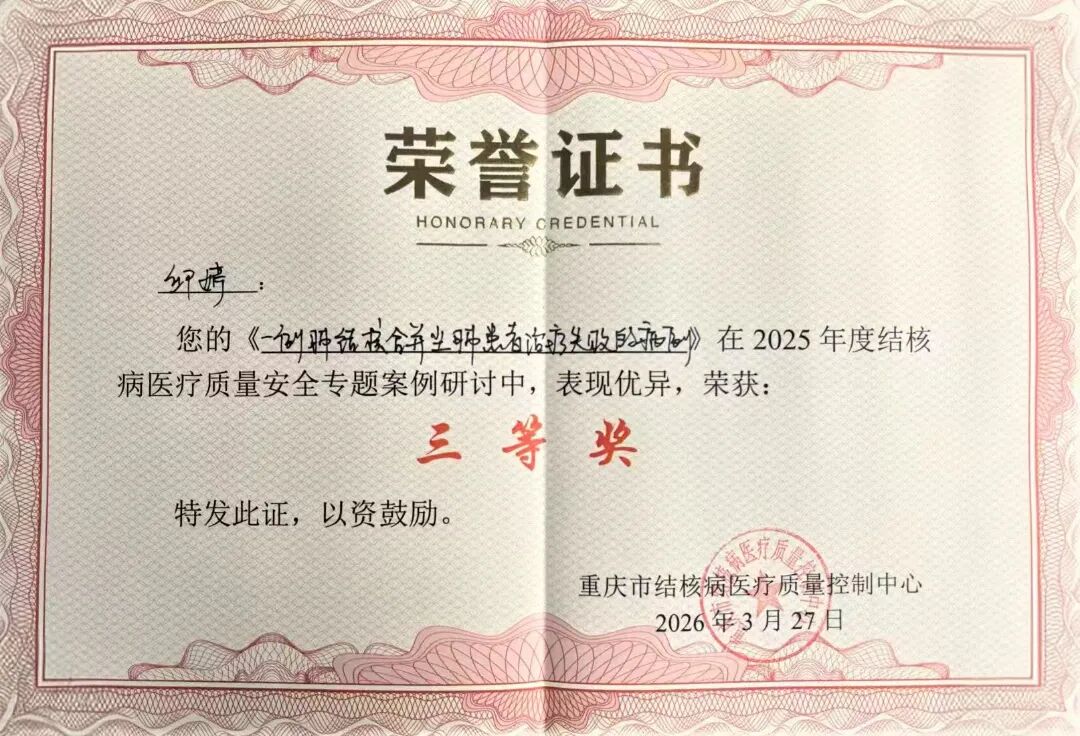 荣誉证书
HONORARY CREDENTIAL
婷：
您的《一例肺结核合并尘肺患者治疗失败的病例》在 2025 年度结核
病医疗质量安全专题案例研讨中，表现优异，荣获：
三等奖
特发此证，以资鼓励。
重庆市结核病医疗质量控制中心
2026 年 3 月 27 日